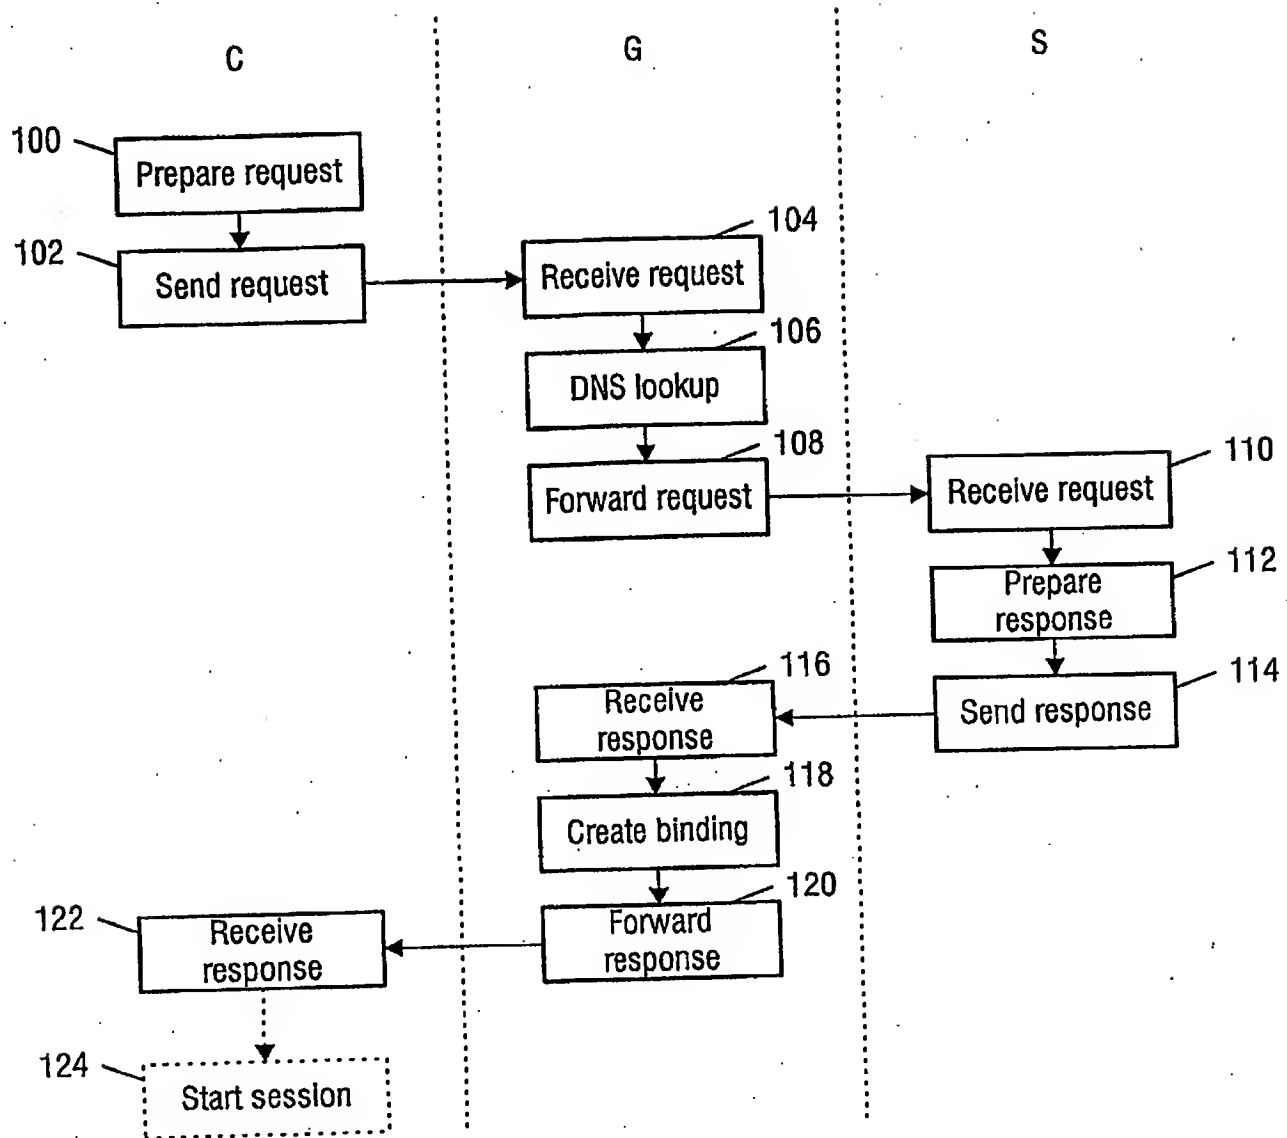 C
G
S
100
Prepare request
102
Send request
104
Receive request
106
DNS lookup
108
Forward request
110
Receive request
112
Prepare
response
114
Send response
116
Receive
response
118
Create binding
120
Forward
response
122
Receive
response
124
Start session